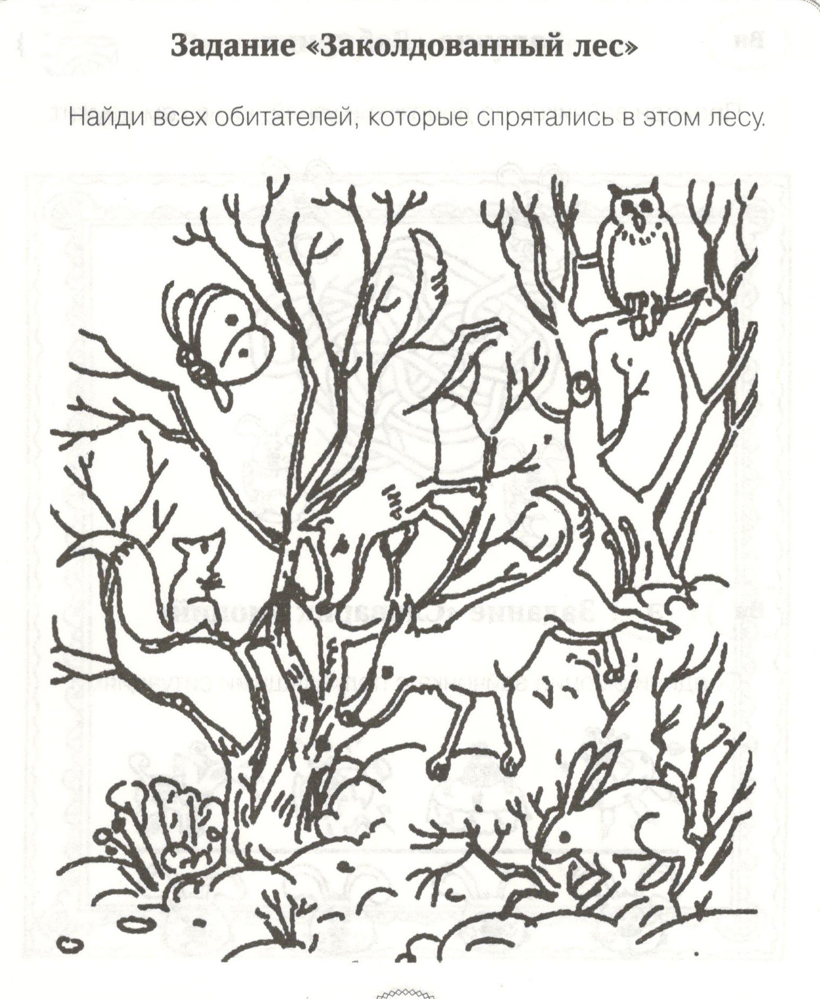 Задание «Заколдованный лес»
Найди всех обитателей, которые спрятались в этом лесу.